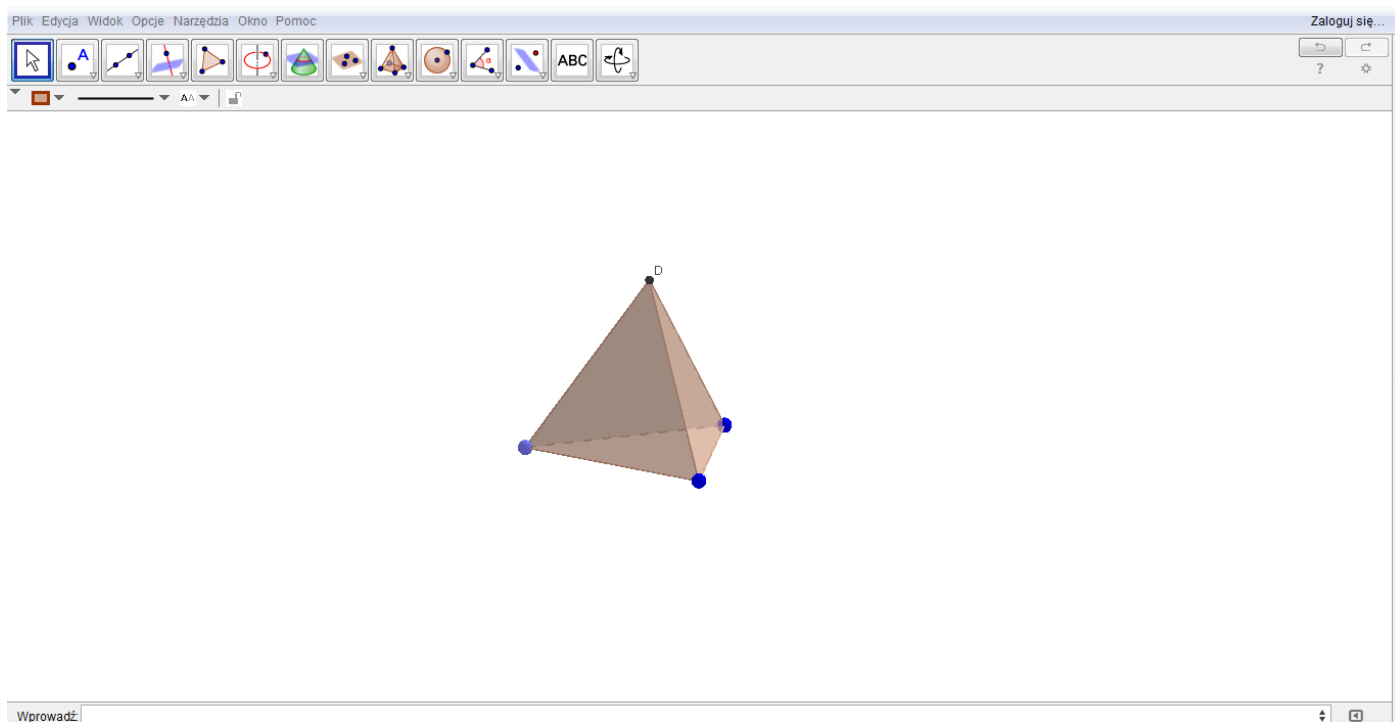 Plik Edycja Widok Opcje Narzędzia Okno Pomoc Zaloguj się...
A α ABC ?
AA
D
Wprowadź: